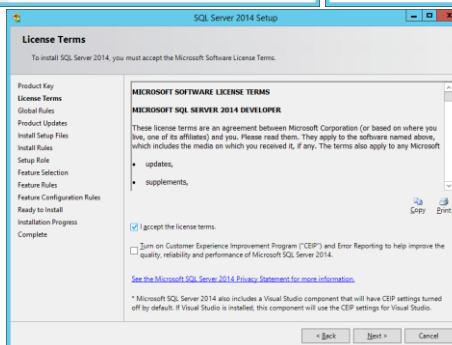 SQL Server 2014 Setup
License Terms
To install SQL Server 2014, you must accept the Microsoft Software License Terms.
Product Key
License Terms
Global Rules
Product Updates
Install Setup Files
Install Rules
Setup Role
Feature Selection
Feature Rules
Feature Configuration Rules
Ready to Install
Installation Progress
Complete
MICROSOFT SOFTWARE LICENSE TERMS
MICROSOFT SQL SERVER 2014 DEVELOPER
These license terms are an agreement between Microsoft Corporation (or based on where you
live, one of its affiliates) and you. Please read them. They apply to the software named above,
which includes the media on which you received it, if any. The terms also apply to any Microsoft
• updates,
• supplements,
Copy Print
I accept the license terms.
Turn on Customer Experience Improvement Program ("CEIP") and Error Reporting to help improve the
quality, reliability and performance of Microsoft SQL Server 2014.
See the Microsoft SQL Server 2014 Privacy Statement for more information.
* Microsoft SQL Server 2014 also includes a Visual Studio component that will have CEIP settings turned
off by default. If Visual Studio is installed, this component will use the CEIP settings for Visual Studio.
< Back Next > Cancel